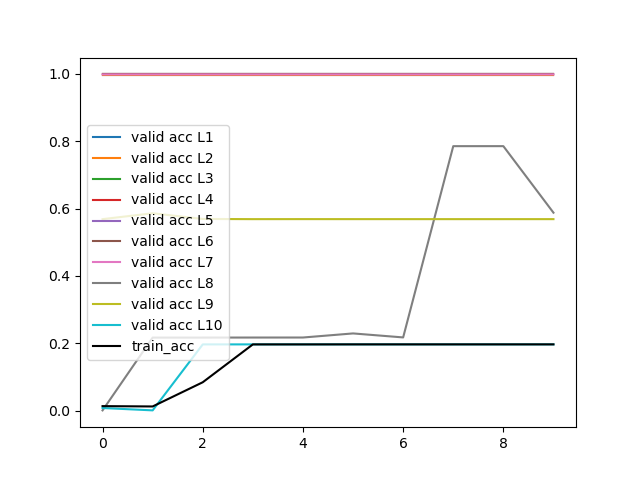 1.0
0.8
0.6
0.4
0.2
0.0
valid acc L1
valid acc L2
valid acc L3
valid acc L4
valid acc L5
valid acc L6
valid acc L7
valid acc L8
valid acc L9
valid acc L10
train_acc
0 2 4 6 8